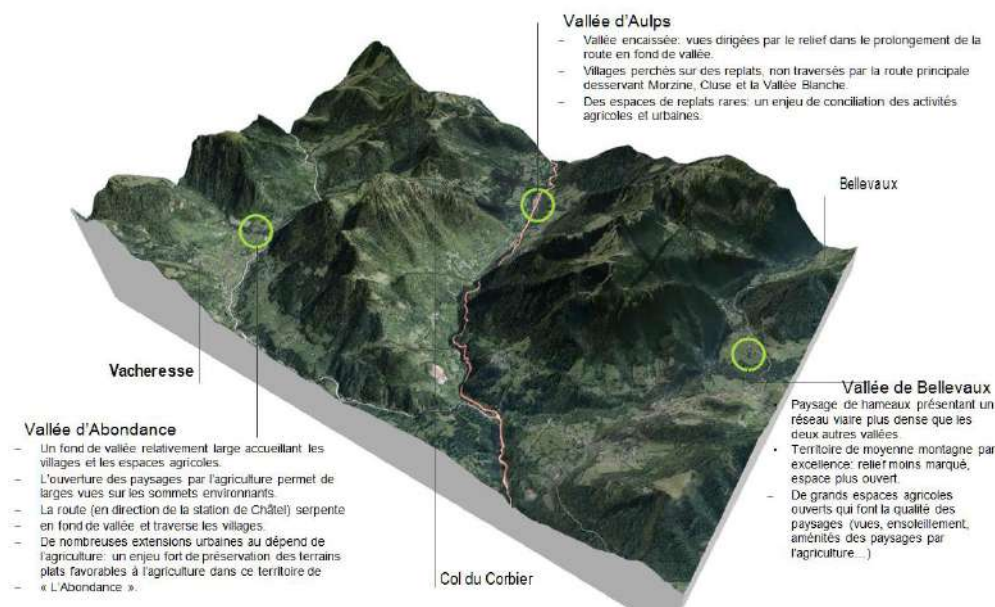 Vallée d'Aulps
– Vallée encaissée: vues dirigées par le relief dans le prolongement de la
route en fond de vallée.
– Villages perchés sur des replats, non traversés par la route principale
desservant Morzine, Cluse et la Vallée Blanche.
– Des espaces de replats rares: un enjeu de conciliation des activités
agricoles et urbaines.
Bellevaux
Vacheresse
Vallée d'Abondance
– Un fond de vallée relativement large accueillant les
villages et les espaces agricoles.
– L'ouverture des paysages par l'agriculture permet de
larges vues sur les sommets environnants.
– La route (en direction de la station de Châtel) serpente
– en fond de vallée et traverse les villages.
– De nombreuses extensions urbaines au dépend de
l'agriculture: un enjeu fort de préservation des terrains
plats favorables à l'agriculture dans ce territoire de
– « L'Abondance ».
Col du Corbier
Vallée de Bellevaux
Paysage de hameaux présentant un
réseau viaire plus dense que les
deux autres vallées.
• Territoire de moyenne montagne par
excellence: relief moins marqué,
espace plus ouvert.
– De grands espaces agricoles
ouverts qui font la qualité des
paysages (vues, ensoleillement,
aménités des paysages par
l'agriculture...)